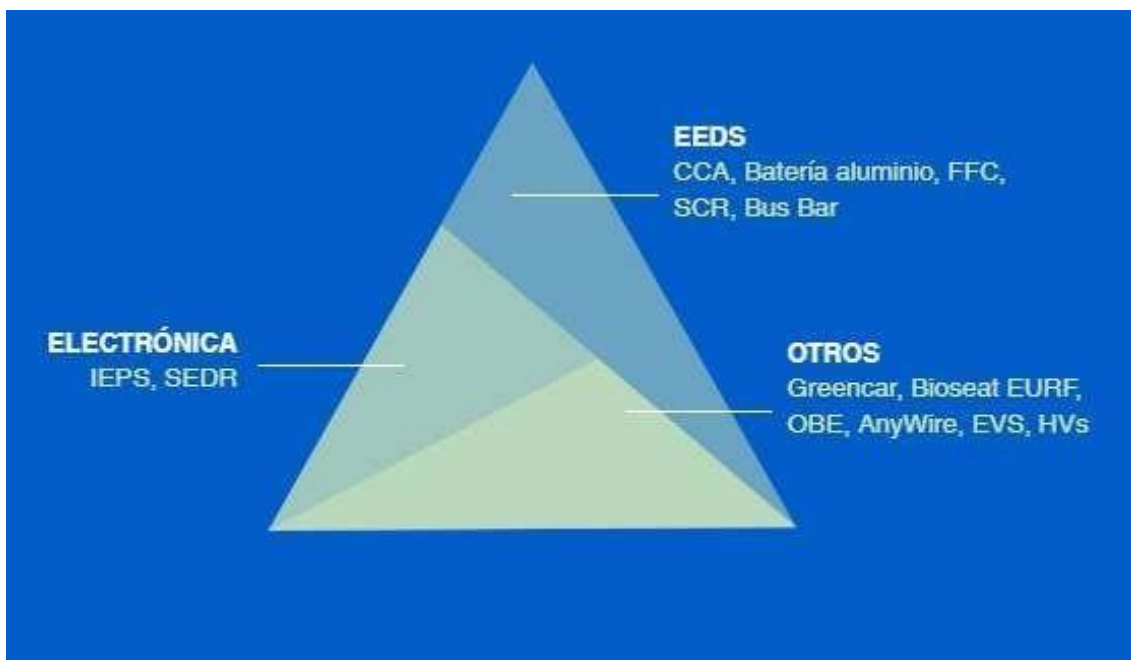 EEDS
CCA, Batería aluminio, FFC,
SCR, Bus Bar
ELECTRÓNICA
IEPS, SEDR
OTROS
Greencar, Bioseat EURF,
OBE, AnyWire, EVS, HVs